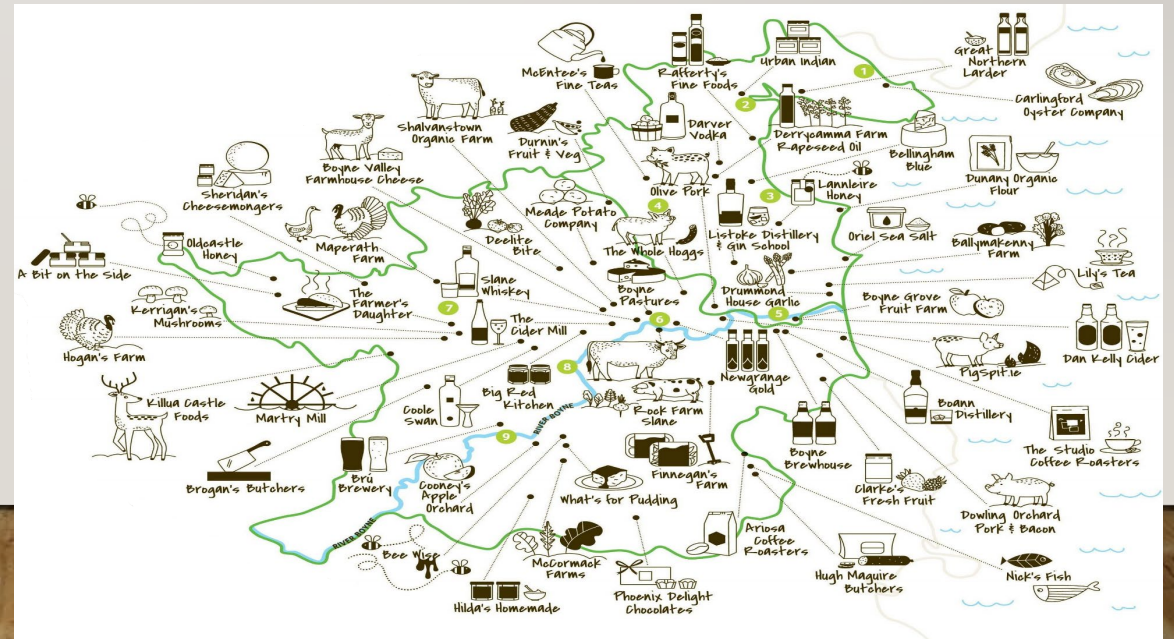 McEntee's
Fine Teas
Rafferty's
Fine Foods
Urban Indian
Great
Northern
Larder
1
2
Carlingford
Oyster Company
Shalvanstown
Organic Farm
Durnin's
Fruit & Veg
Darver
Vodka
Derrycamma Farm
Rapeseed Oil
Bellingham
Blue
Boyne Valley
Farmhouse Cheese
Olive Pork
Lannleire
Honey
Dunany Organic
Flour
Sheridan's
Cheesemongers
Meade Potato
Company
4
3
Listoke Distillery
& Gin School
Oriel Sea Salt
Ballymakenny
Farm
Oldcastle
Honey
Maperath
Farm
Deelite
Bite
The Whole Hoggs
A Bit on the Side
The
Farmer's
Daughter
Slane
Whiskey
Boyne
Pastures
Drummond
House Garlic
Lily's Tea
Boyne Grove
Fruit Farm
Kerrigan's
Mushrooms
7
The
Cider Mill
6
5
Hogan's Farm
Dan Kelly Cider
PigSpit.ie
8
Newgrange
Gold
Killua Castle
Foods
Martry Mill
Coole
Swan
Big Red
Kitchen
Rock Farm
Slane
Boann
Distillery
RIVER BOYNE
9
The Studio
Coffee Roasters
Boyne
Brewhouse
Brogan's Butchers
Brú
Brewery
Cooney's
Apple
Orchard
What's for Pudding
Finnegan's
Farm
Clarke's
Fresh Fruit
Dowling Orchard
Pork & Bacon
RIVER BOYNE
Bee Wise
McCormack
Farms
Ariosa
Coffee
Roasters
Hilda's Homemade
Phoenix Delight
Chocolates
Hugh Maguire
Butchers
Nick's Fish